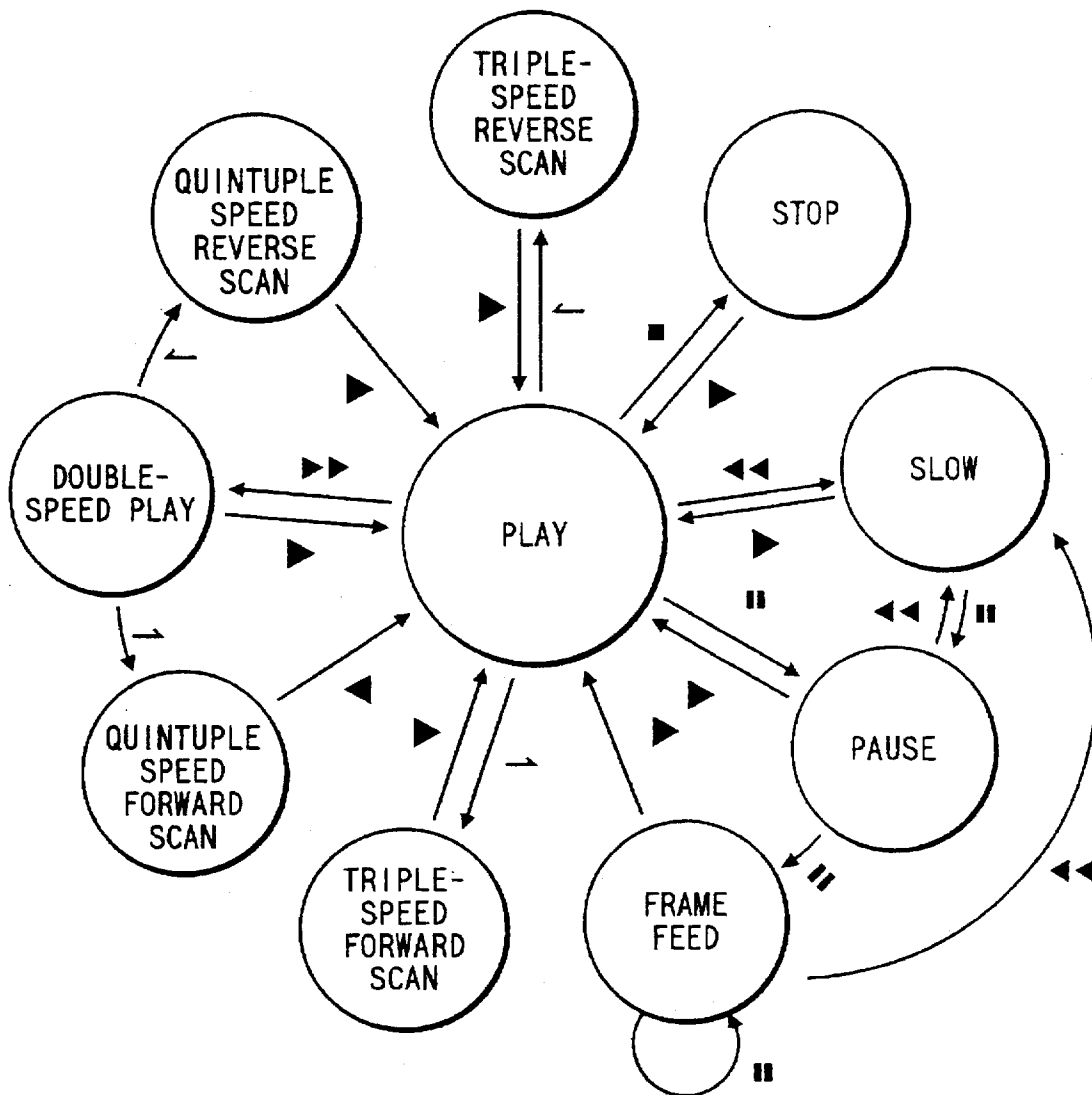 TRIPLE-
SPEED
REVERSE
SCAN
QUINTUPLE
SPEED
REVERSE
SCAN
STOP
DOUBLE-
SPEED PLAY
PLAY
SLOW
QUINTUPLE
SPEED
FORWARD
SCAN
PAUSE
TRIPLE-
SPEED
FORWARD
SCAN
FRAME
FEED